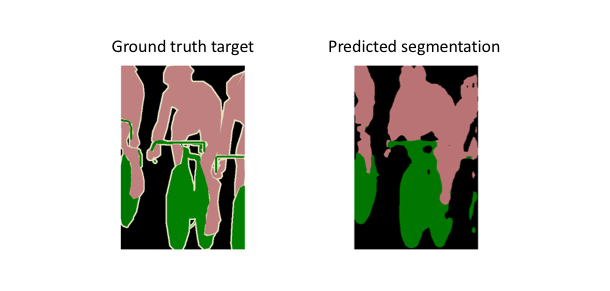 Ground truth target
Predicted segmentation